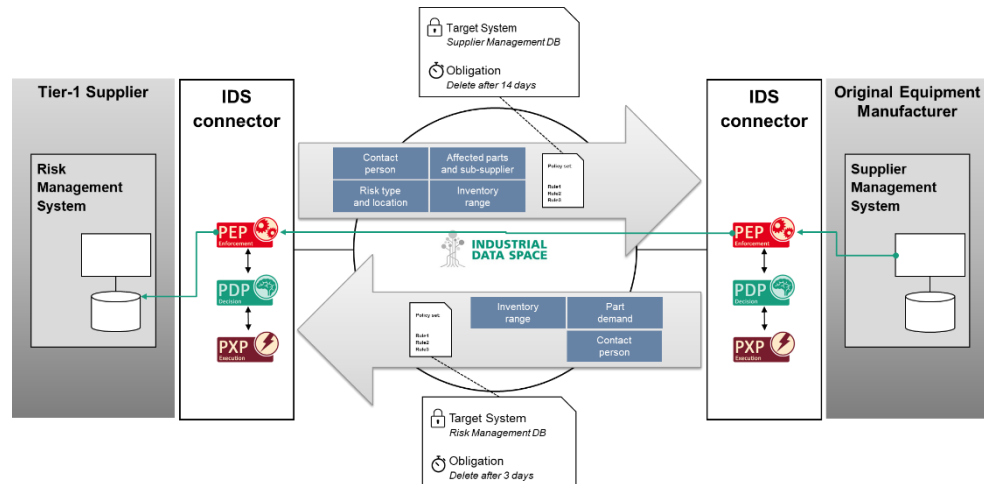 Target System
Supplier Management DB
Obligation
Delete after 14 days
Tier-1 Supplier
IDS
connector
IDS
connector
Original Equipment
Manufacturer
Risk
Management
System
Contact
person
Affected parts
and sub-supplier
Risk type
and location
Inventory
range
Policy set:
Rule1
Rule2
Rule3
Supplier
Management
System
PEP
Enforcement
PDP
Decision
PXP
Execution
INDUSTRIAL
DATA SPACE
PEP
Enforcement
PDP
Decision
PXP
Execution
Policy set:
Rule1
Rule2
Rule3
Inventory
range
Part
demand
Contact
person
Target System
Risk Management DB
Obligation
Delete after 3 days